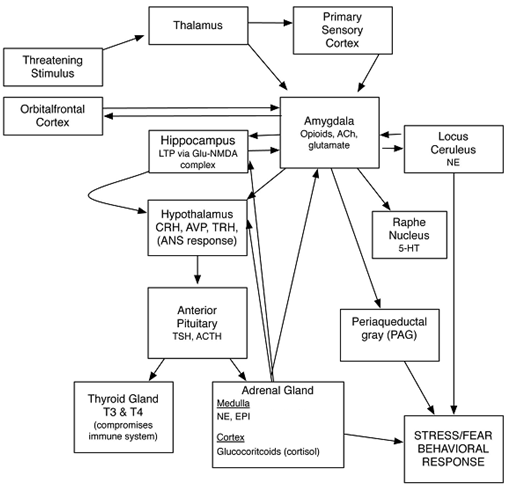 Thalamus
Primary
Sensory
Cortex
Threatening
Stimulus
Orbitalfrontal
Cortex
Amygdala
Opioids, ACh,
glutamate
Locus
Ceruleus
NE
Hippocampus
LTP via Glu-NMDA
complex
Hypothalamus
CRH, AVP, TRH,
(ANS response)
Raphe
Nucleus
5-HT
Anterior
Pituitary
TSH, ACTH
Periaqueductal
gray (PAG)
Thyroid Gland
T3 & T4
(compromises
immune system)
Adrenal Gland
Medulla
NE, EPI
Cortex
Glucocoritcoids (cortisol)
STRESS/FEAR
BEHAVIORAL
RESPONSE